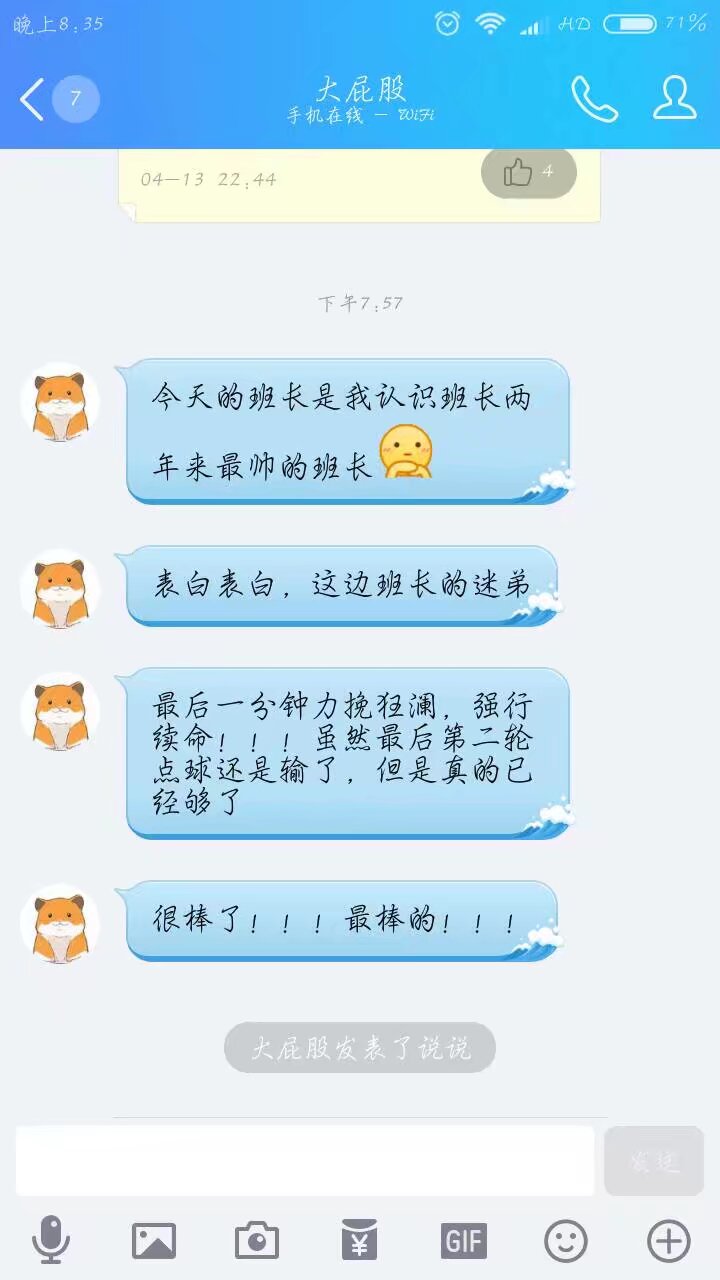 晚上8:35
HD
71%
7
大屁股
手机在线 - WiFi
04-13 22:44
4
下午7:57
今天的班长是我认识班长两
年来最帅的班长
表白表白，这边班长的迷弟
最后一分钟力挽狂澜，强行
续命！！！虽然最后第二轮
点球还是输了，但是真的已
经够了
很棒了！！！最棒的！！！
大屁股发表了说说
发送
GIF